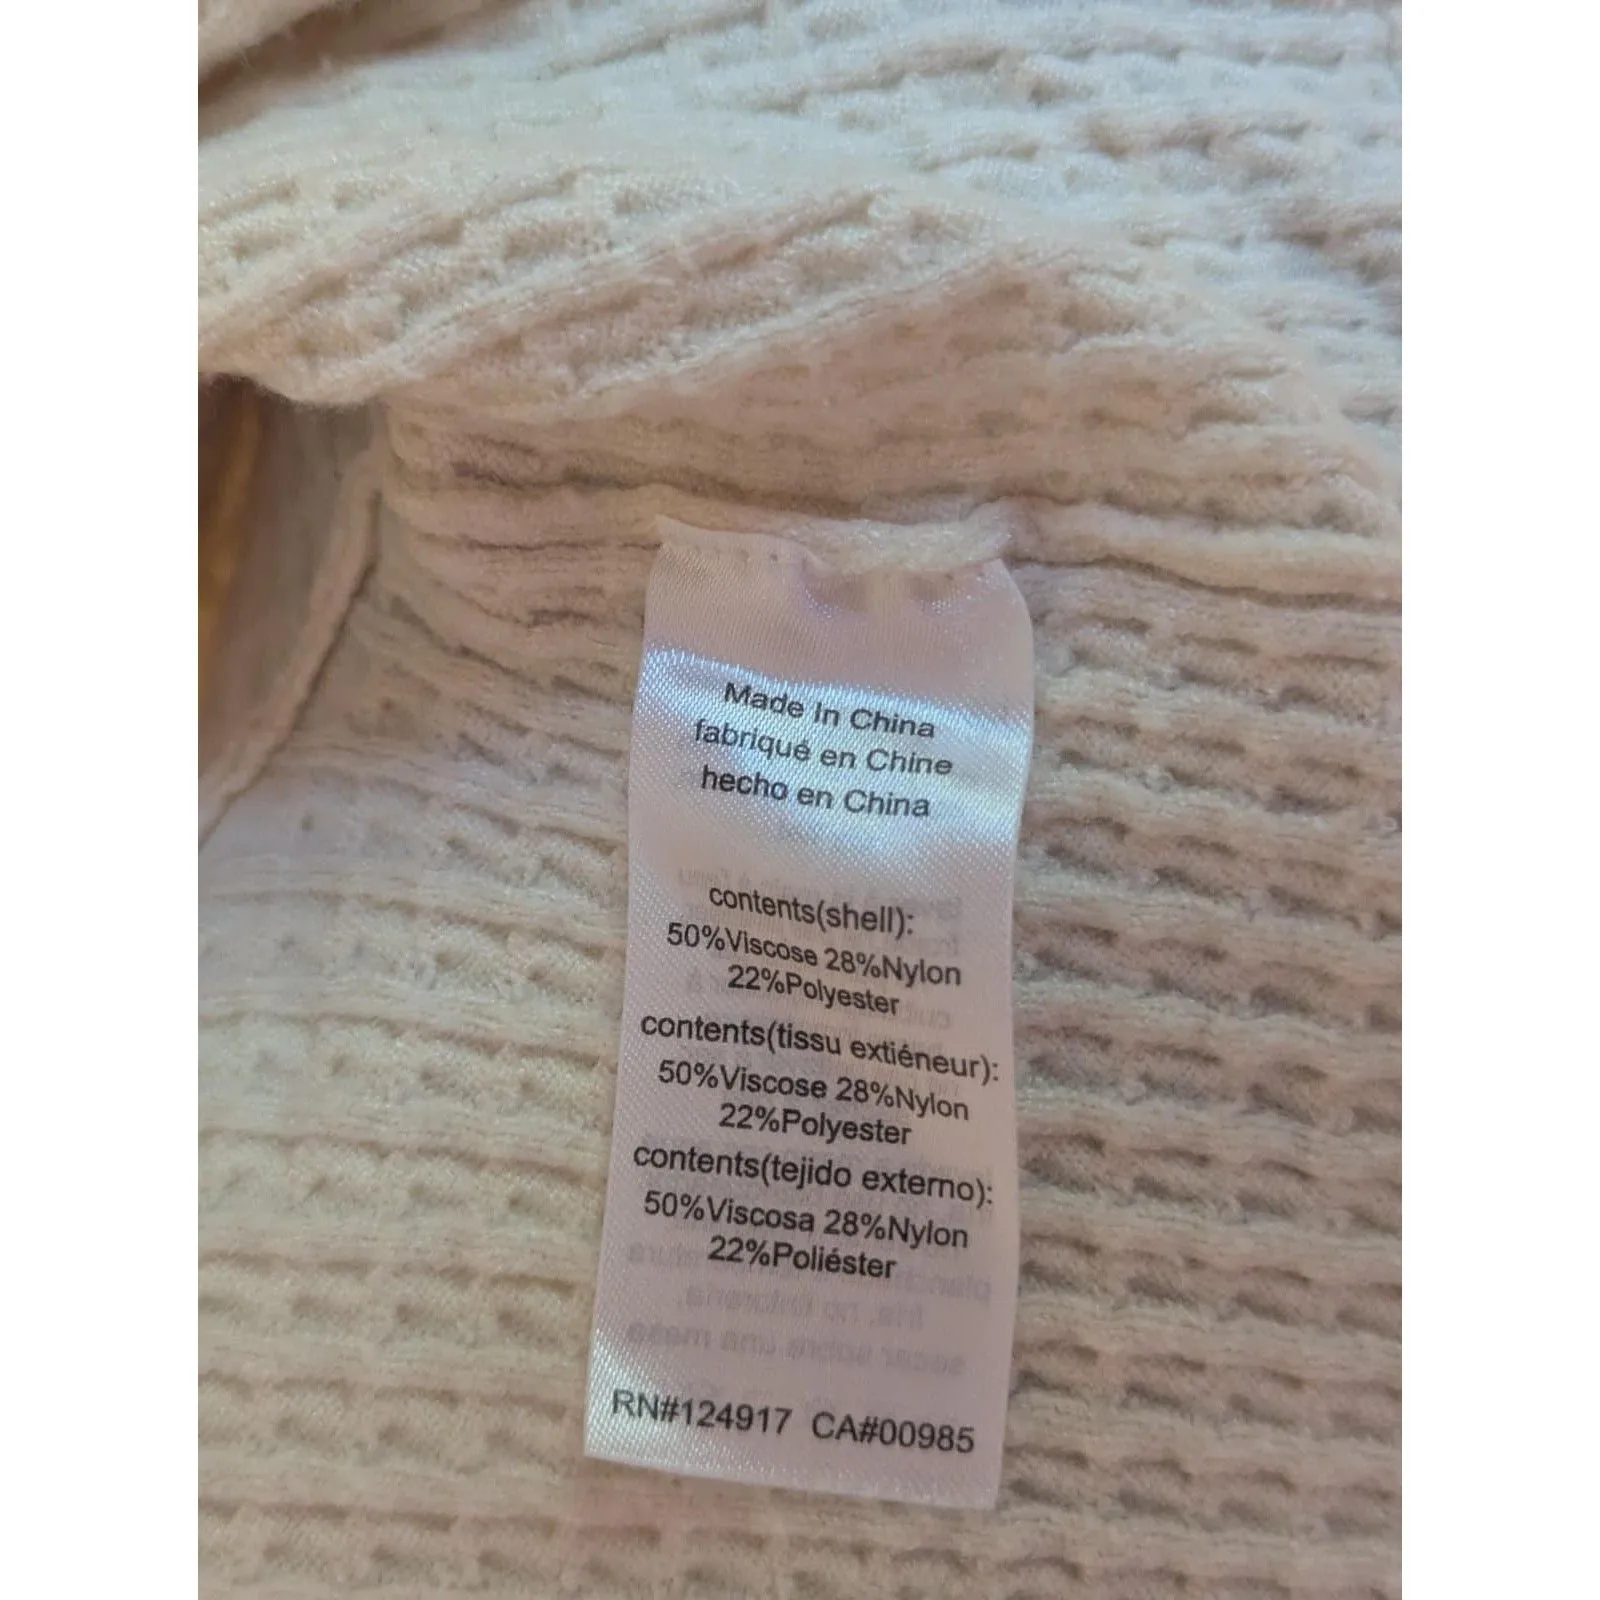 Made In China
fabriqué en Chine
hecho en China
contents(shell):
50%Viscose 28%Nylon
22%Polyester
contents(tissu extiéneur):
50%Viscose 28%Nylon
22%Polyester
contents(tejido externo):
50%Viscosa 28%Nylon
22%Poliéster
RN#124917 CA#00985